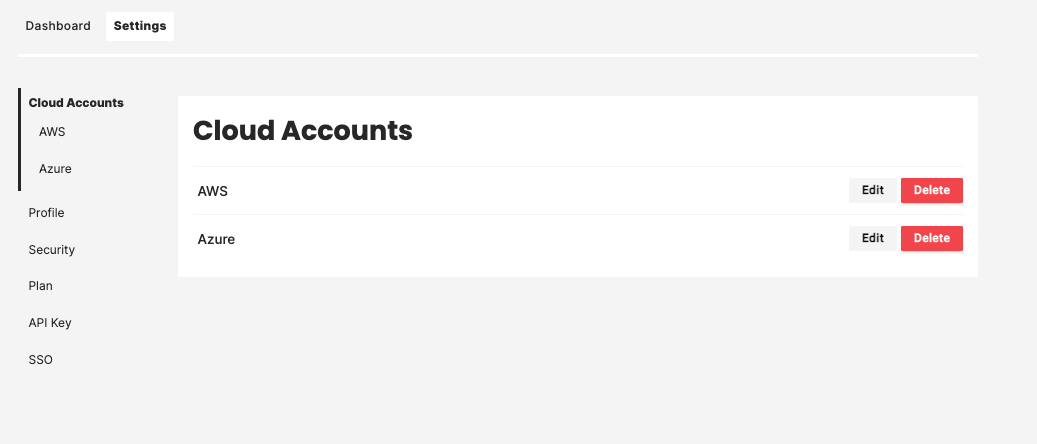 Dashboard Settings
Cloud Accounts
AWS
Azure
Profile
Security
Plan
API Key
SSO
Cloud Accounts
AWS Edit Delete
Azure Edit Delete